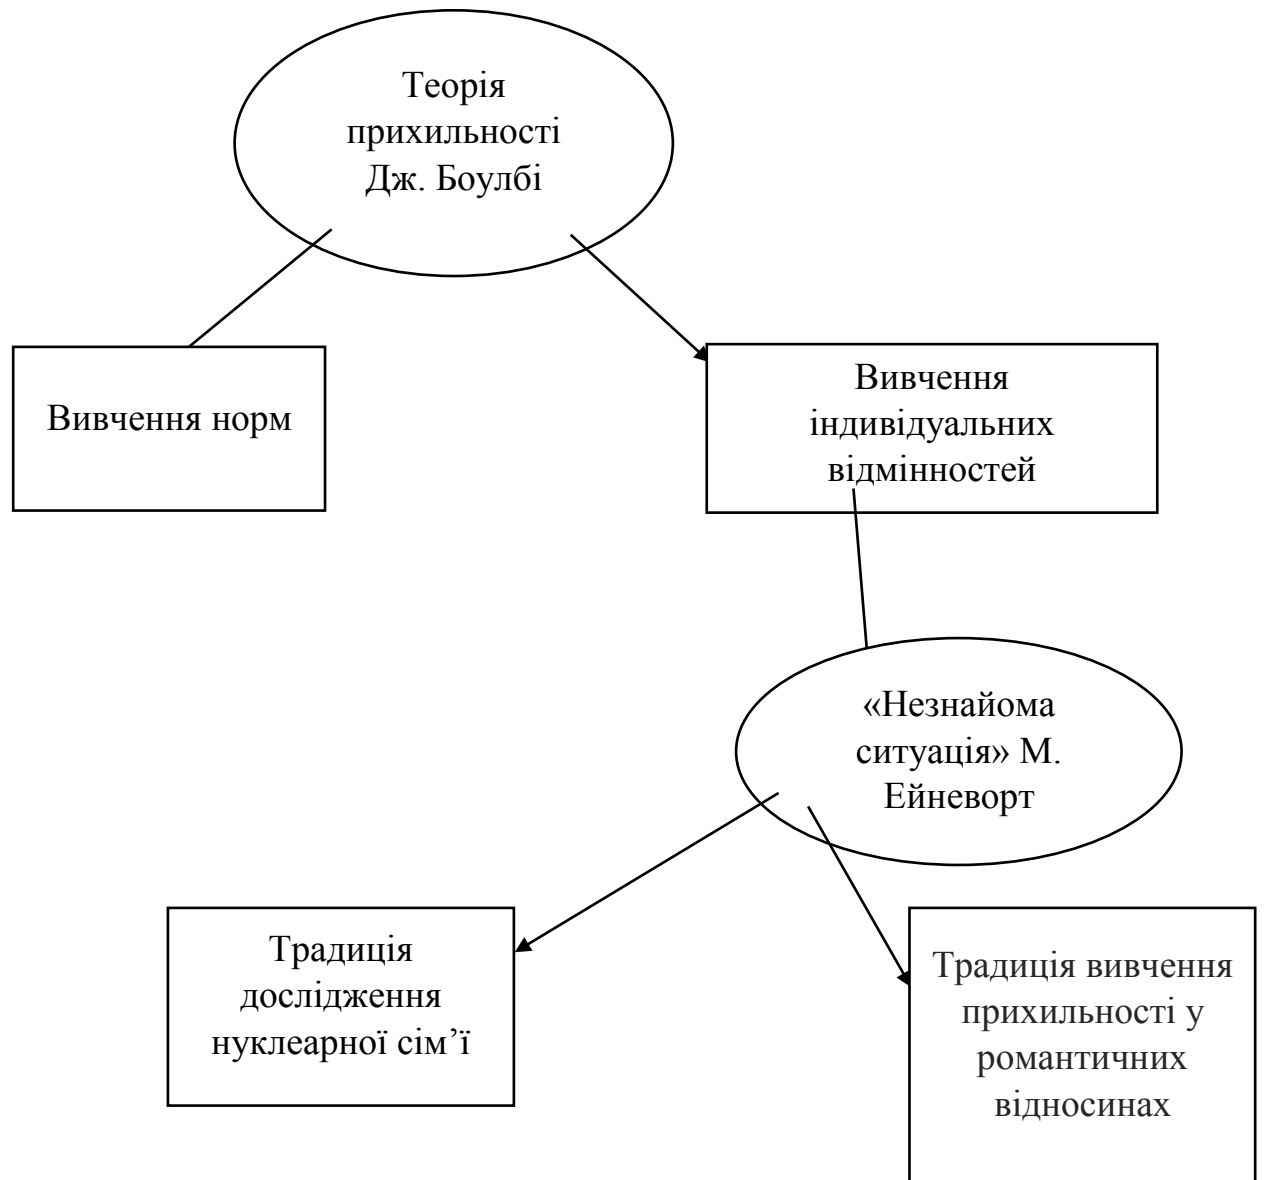 Теорія
прихильності
Дж. Боулбі
Вивчення норм
Вивчення
індивідуальних
відмінностей
«Незнайома
ситуація» М.
Ейневорт
Традиція
дослідження
нуклеарної сім’ї
Традиція вивчення
прихильності у
романтичних
відносинах